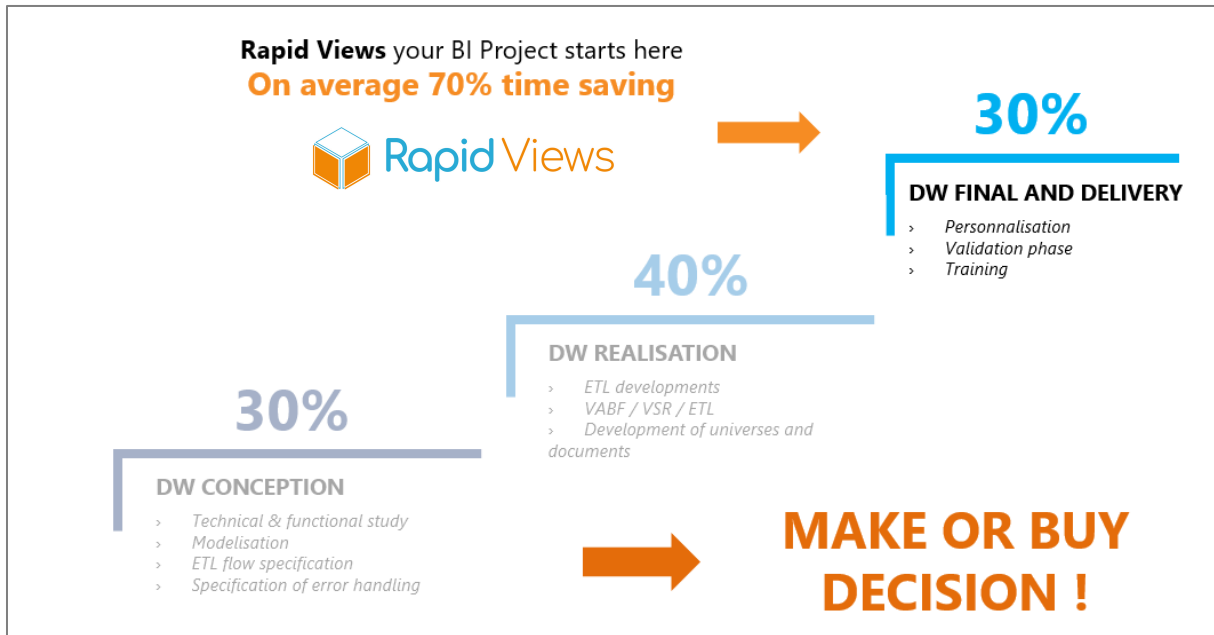 Rapid Views your BI Project starts here
On average 70% time saving
Rapid Views
30%
DW FINAL AND DELIVERY
› Personnalisation
› Validation phase
› Training
40%
DW REALISATION
› ETL developments
› VABF / VSR / ETL
› Development of universes and
documents
30%
DW CONCEPTION
› Technical & functional study
› Modelisation
› ETL flow specification
› Specification of error handling
MAKE OR BUY
DECISION !